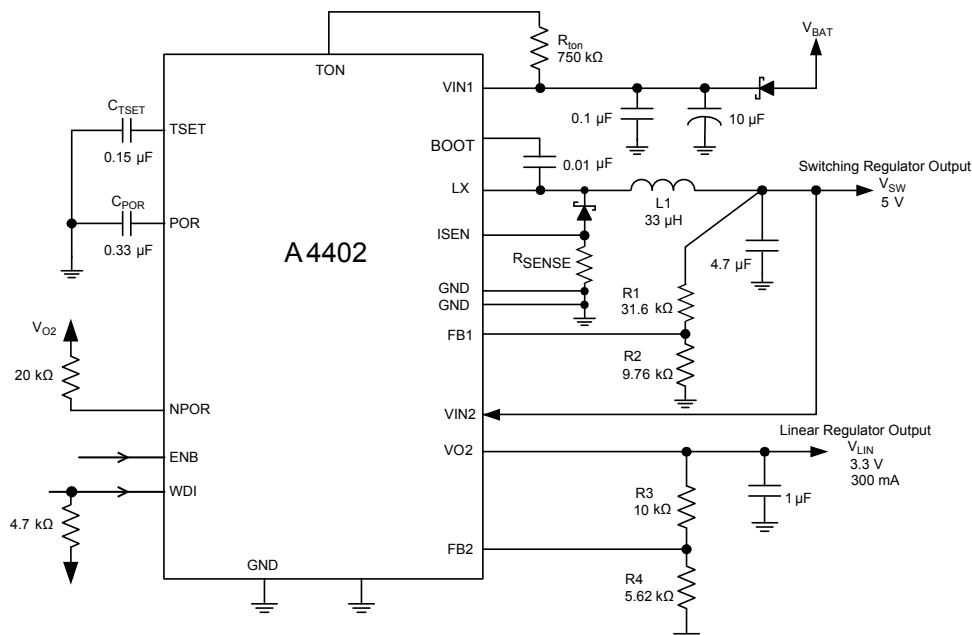 R_ton
750 kΩ
V_BAT
TON
VIN1
0.1 µF
10 µF
C_TSET
TSET
0.15 µF
BOOT
0.01 µF
Switching Regulator Output
V_SW
5 V
LX
L1
33 µH
C_POR
POR
0.33 µF
ISEN
A4402
R_SENSE
4.7 µF
GND
GND
R1
31.6 kΩ
FB1
V_O2
R2
9.76 kΩ
20 kΩ
NPOR
VIN2
Linear Regulator Output
V_LIN
3.3 V
300 mA
VO2
ENB
WDI
R3
10 kΩ
1 µF
4.7 kΩ
FB2
GND
R4
5.62 kΩ